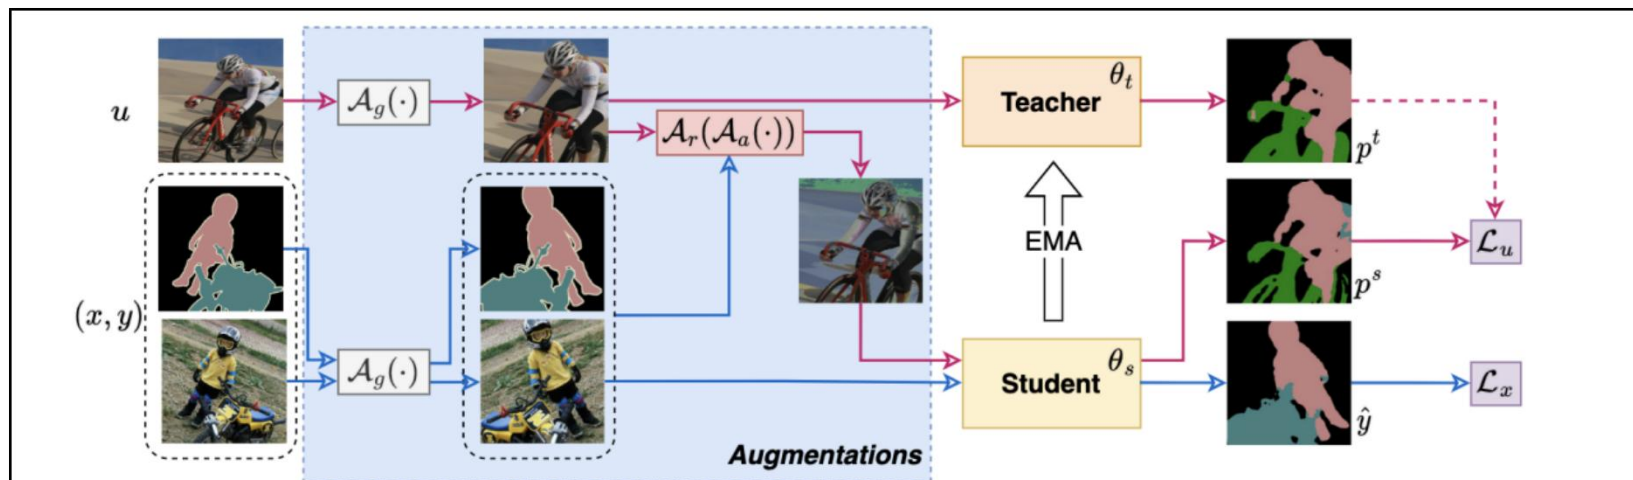 u
𝒜_g(·)
𝒜_r(𝒜_a(·))
Teacher θ_t
p^t
EMA
p^s
ℒ_u
(x, y)
𝒜_g(·)
Student θ_s
ŷ
ℒ_x
Augmentations